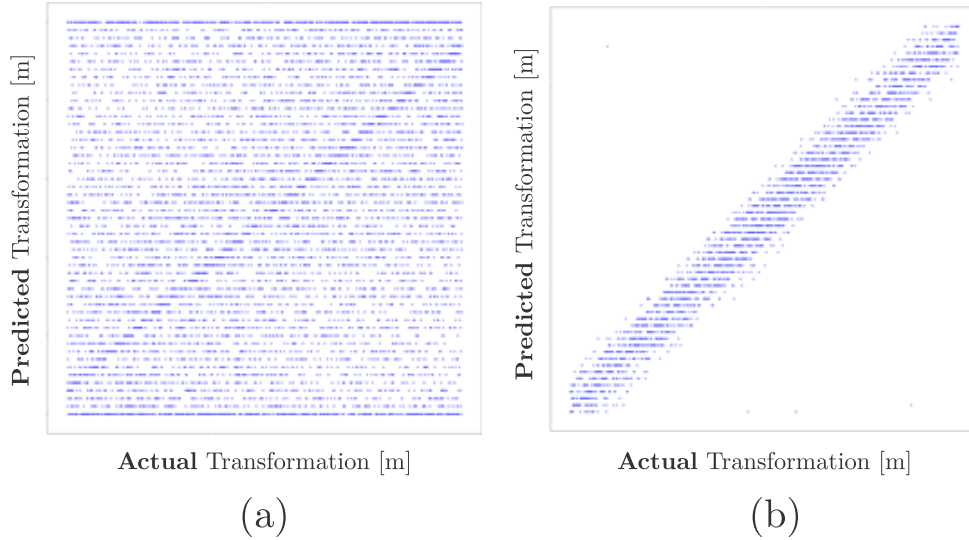 Predicted Transformation [m]
Actual Transformation [m]
(a)
Predicted Transformation [m]
Actual Transformation [m]
(b)